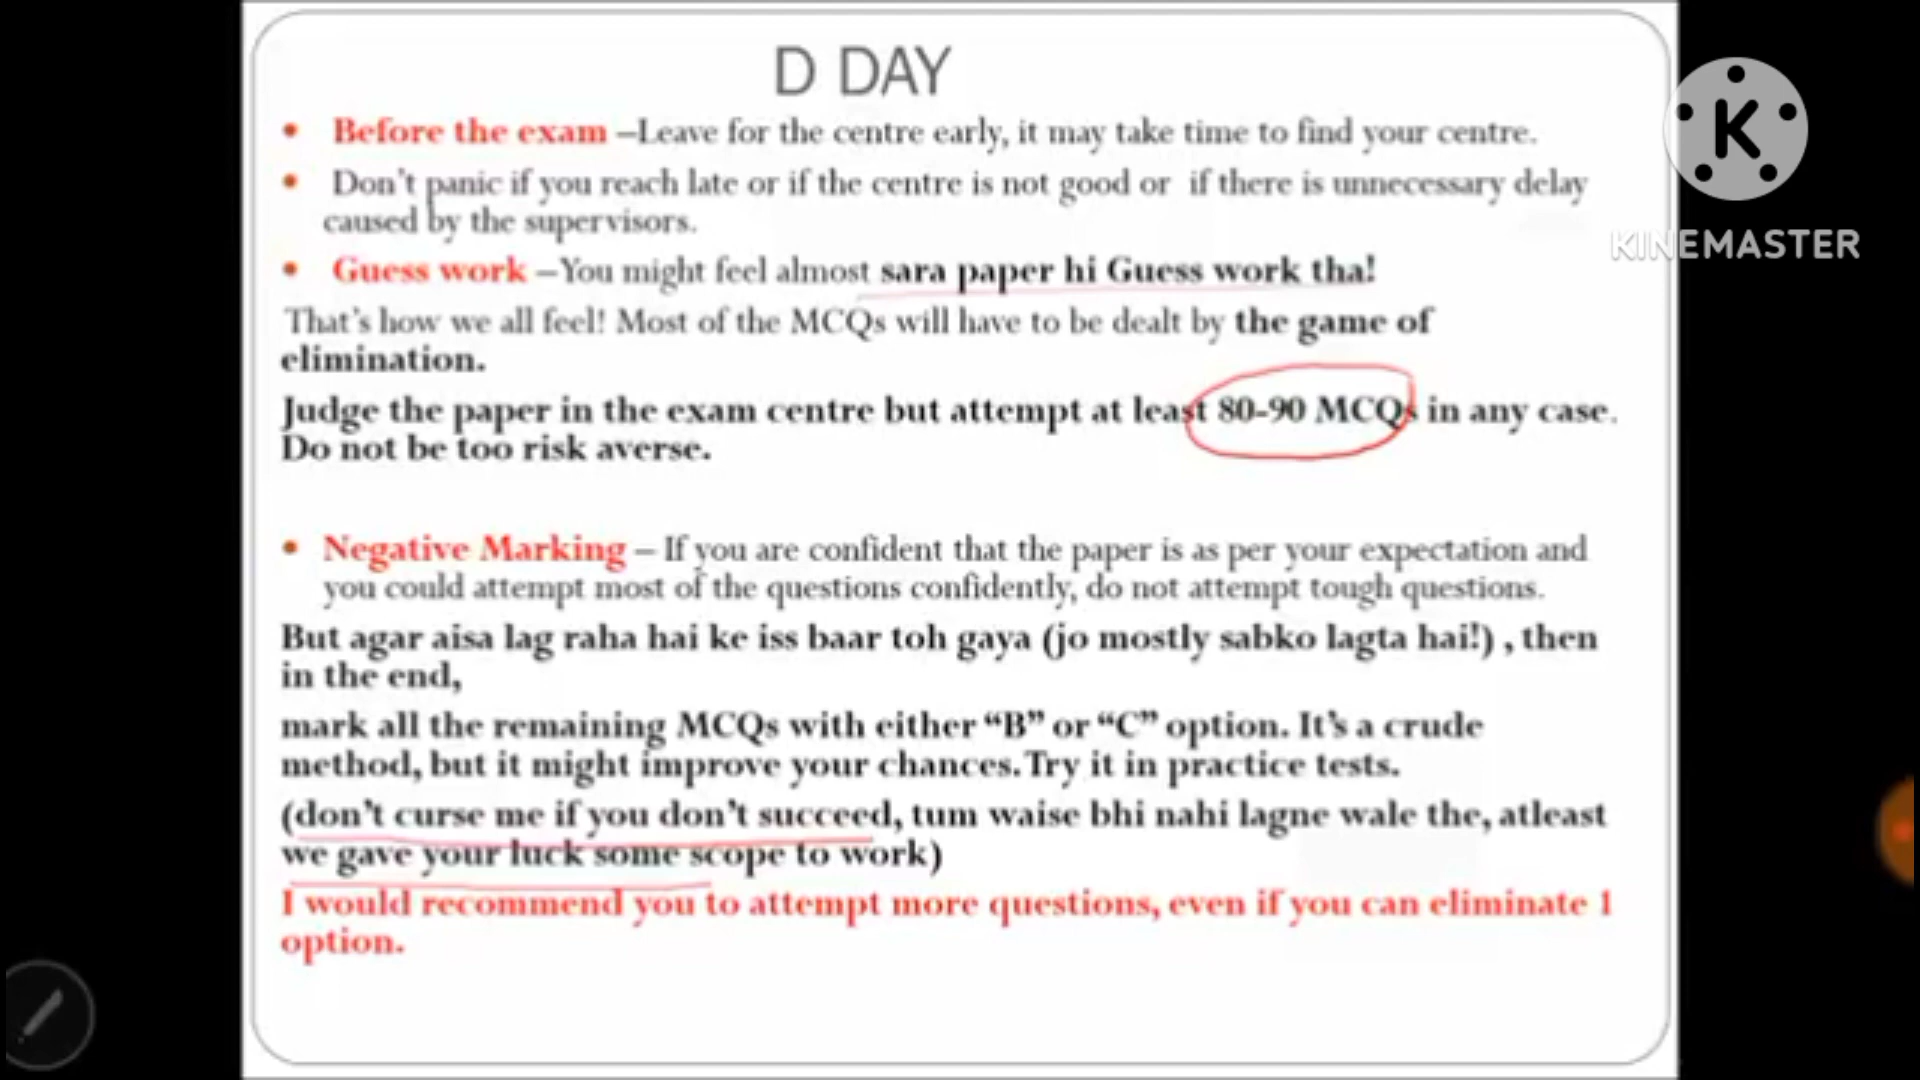 D DAY
• Before the exam –Leave for the centre early, it may take time to find your centre.
• Don't panic if you reach late or if the centre is not good or if there is unnecessary delay
caused by the supervisors.
• Guess work –You might feel almost sara paper hi Guess work tha!
That's how we all feel! Most of the MCQs will have to be dealt by the game of
elimination.
Judge the paper in the exam centre but attempt at least 80-90 MCQs in any case.
Do not be too risk averse.
• Negative Marking – If you are confident that the paper is as per your expectation and
you could attempt most of the questions confidently, do not attempt tough questions.
But agar aisa lag raha hai ke iss baar toh gaya (jo mostly sabko lagta hai!) , then
in the end,
mark all the remaining MCQs with either “B” or “C” option. It's a crude
method, but it might improve your chances. Try it in practice tests.
(don't curse me if you don't succeed, tum waise bhi nahi lagne wale the, atleast
we gave your luck some scope to work)
I would recommend you to attempt more questions, even if you can eliminate 1
option.
K
KINEMASTER